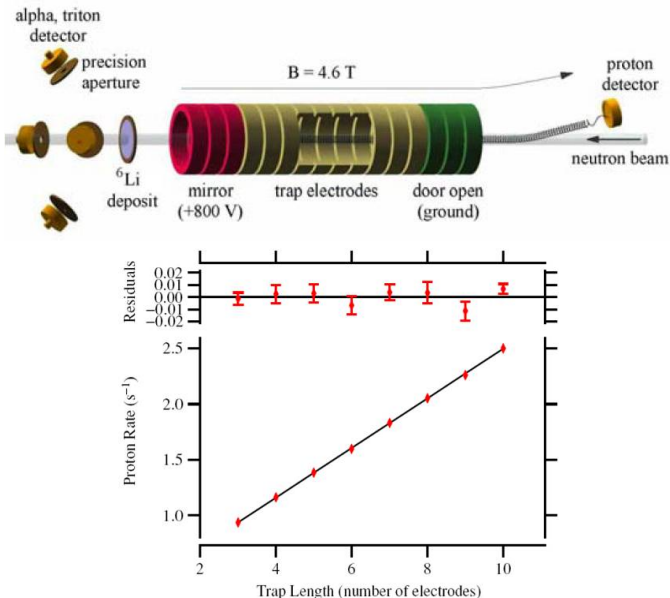 alpha, triton
detector
precision
aperture
B = 4.6 T
proton
detector
neutron beam
⁶Li
deposit
mirror
(+800 V)
trap electrodes
door open
(ground)
Residuals
0.02
0.01
0.00
−0.01
−0.02
Proton Rate (s⁻¹)
2.5
2.0
1.5
1.0
2 4 6 8 10
Trap Length (number of electrodes)